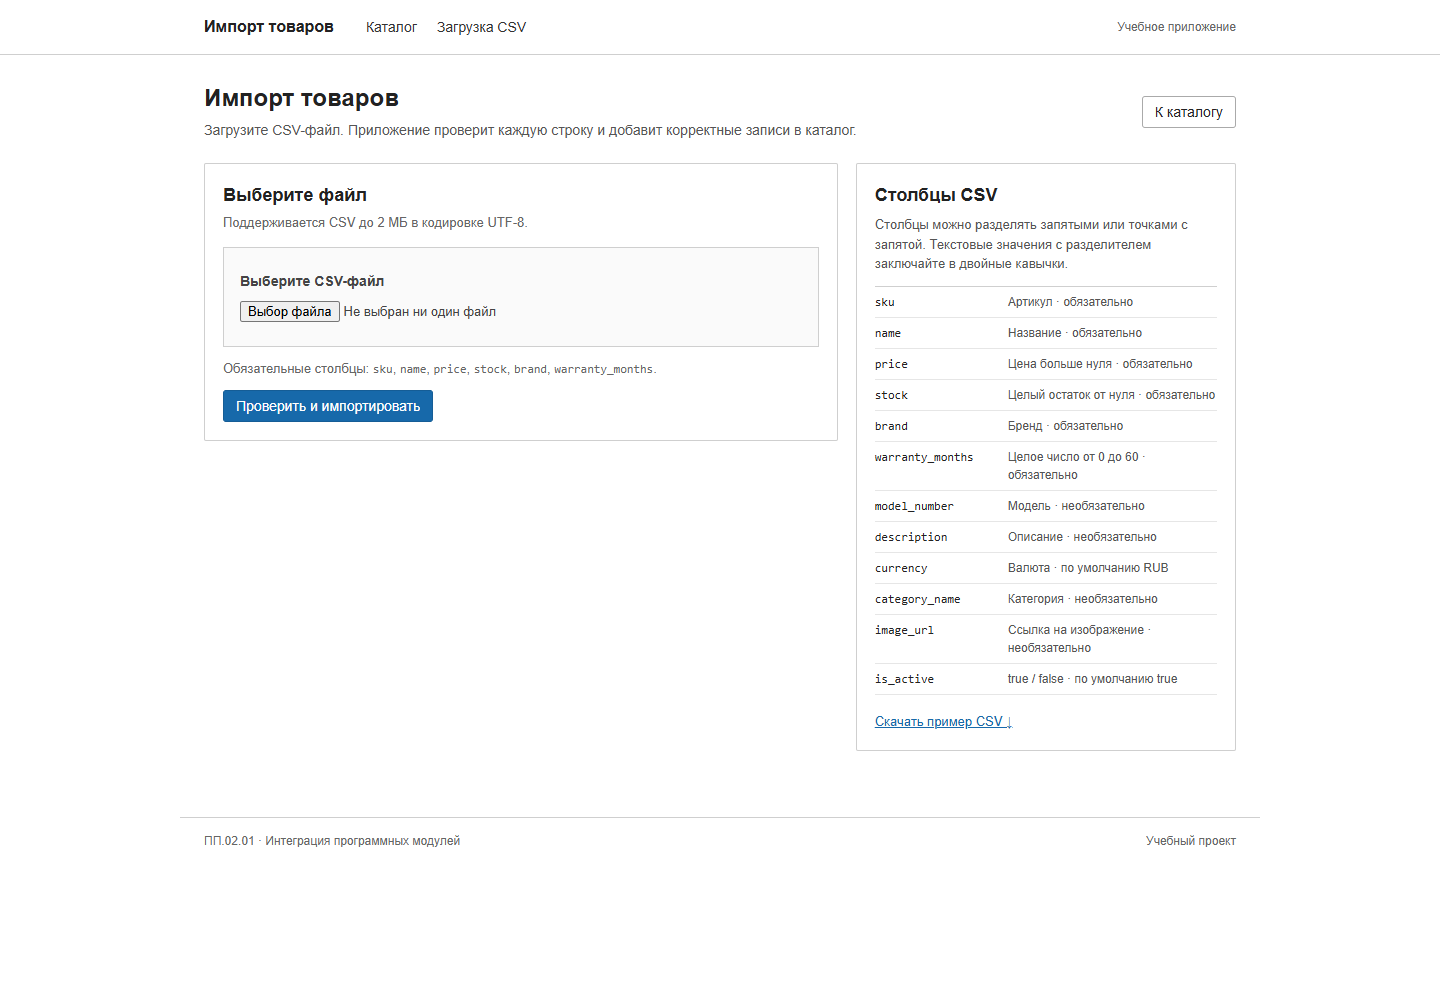 Импорт товаров Каталог Загрузка CSV Учебное приложение
Импорт товаров
Загрузите CSV-файл. Приложение проверит каждую строку и добавит корректные записи в каталог.
К каталогу
Выберите файл
Поддерживается CSV до 2 МБ в кодировке UTF-8.
Выберите CSV-файл
Выбор файла Не выбран ни один файл
Обязательные столбцы: sku, name, price, stock, brand, warranty_months.
Проверить и импортировать
Столбцы CSV
Столбцы можно разделять запятыми или точками с
запятой. Текстовые значения с разделителем
заключайте в двойные кавычки.
sku Артикул · обязательно
name Название · обязательно
price Цена больше нуля · обязательно
stock Целый остаток от нуля · обязательно
brand Бренд · обязательно
warranty_months Целое число от 0 до 60 ·
обязательно
model_number Модель · необязательно
description Описание · необязательно
currency Валюта · по умолчанию RUB
category_name Категория · необязательно
image_url Ссылка на изображение ·
необязательно
is_active true / false · по умолчанию true
Скачать пример CSV ↓
ПП.02.01 · Интеграция программных модулей Учебный проект